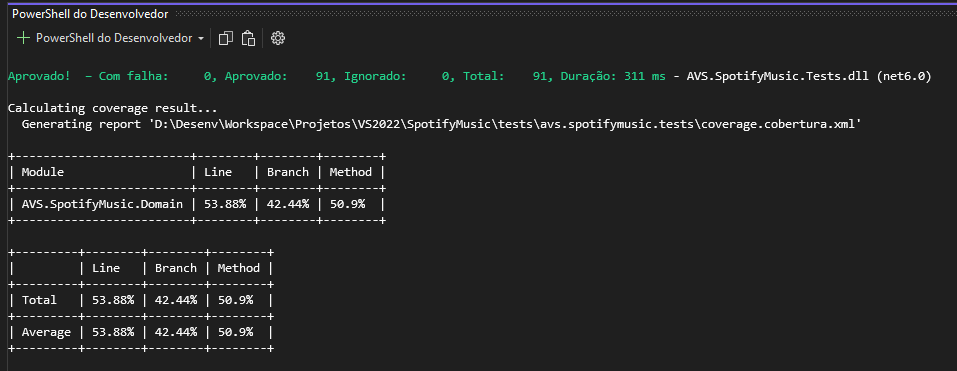 PowerShell do Desenvolvedor
+ PowerShell do Desenvolvedor
Aprovado!  – Com falha:     0, Aprovado:    91, Ignorado:     0, Total:    91, Duração: 311 ms - AVS.SpotifyMusic.Tests.dll (net6.0)
Calculating coverage result...
  Generating report 'D:\Desenv\Workspace\Projetos\VS2022\SpotifyMusic\tests\avs.spotifymusic.tests\coverage.cobertura.xml'
+-------------------------+--------+--------+--------+
| Module                  | Line   | Branch | Method |
+-------------------------+--------+--------+--------+
| AVS.SpotifyMusic.Domain | 53.88% | 42.44% | 50.9%  |
+-------------------------+--------+--------+--------+
+---------+--------+--------+--------+
|         | Line   | Branch | Method |
+---------+--------+--------+--------+
| Total   | 53.88% | 42.44% | 50.9%  |
+---------+--------+--------+--------+
| Average | 53.88% | 42.44% | 50.9%  |
+---------+--------+--------+--------+